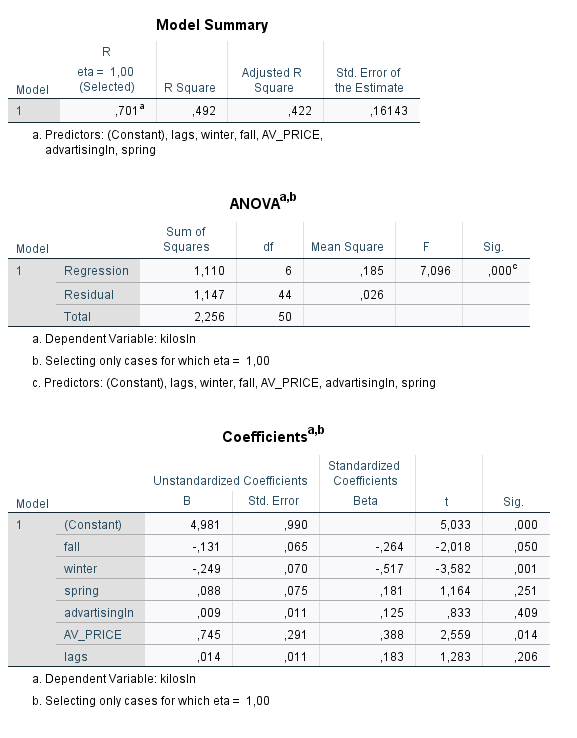 Model Summary
Model R eta = 1,00 (Selected) R Square Adjusted R Square Std. Error of the Estimate
1 ,701a ,492 ,422 ,16143
a. Predictors: (Constant), lags, winter, fall, AV_PRICE,
advartisingln, spring
ANOVAa,b
Model Sum of Squares df Mean Square F Sig.
1 Regression 1,110 6 ,185 7,096 ,000c
Residual 1,147 44 ,026
Total 2,256 50
a. Dependent Variable: kilosln
b. Selecting only cases for which eta = 1,00
c. Predictors: (Constant), lags, winter, fall, AV_PRICE, advartisingln, spring
Coefficientsa,b
Unstandardized Coefficients Standardized Coefficients
Model B Std. Error Beta t Sig.
1 (Constant) 4,981 ,990 5,033 ,000
fall -,131 ,065 -,264 -2,018 ,050
winter -,249 ,070 -,517 -3,582 ,001
spring ,088 ,075 ,181 1,164 ,251
advartisingln ,009 ,011 ,125 ,833 ,409
AV_PRICE ,745 ,291 ,388 2,559 ,014
lags ,014 ,011 ,183 1,283 ,206
a. Dependent Variable: kilosln
b. Selecting only cases for which eta = 1,00